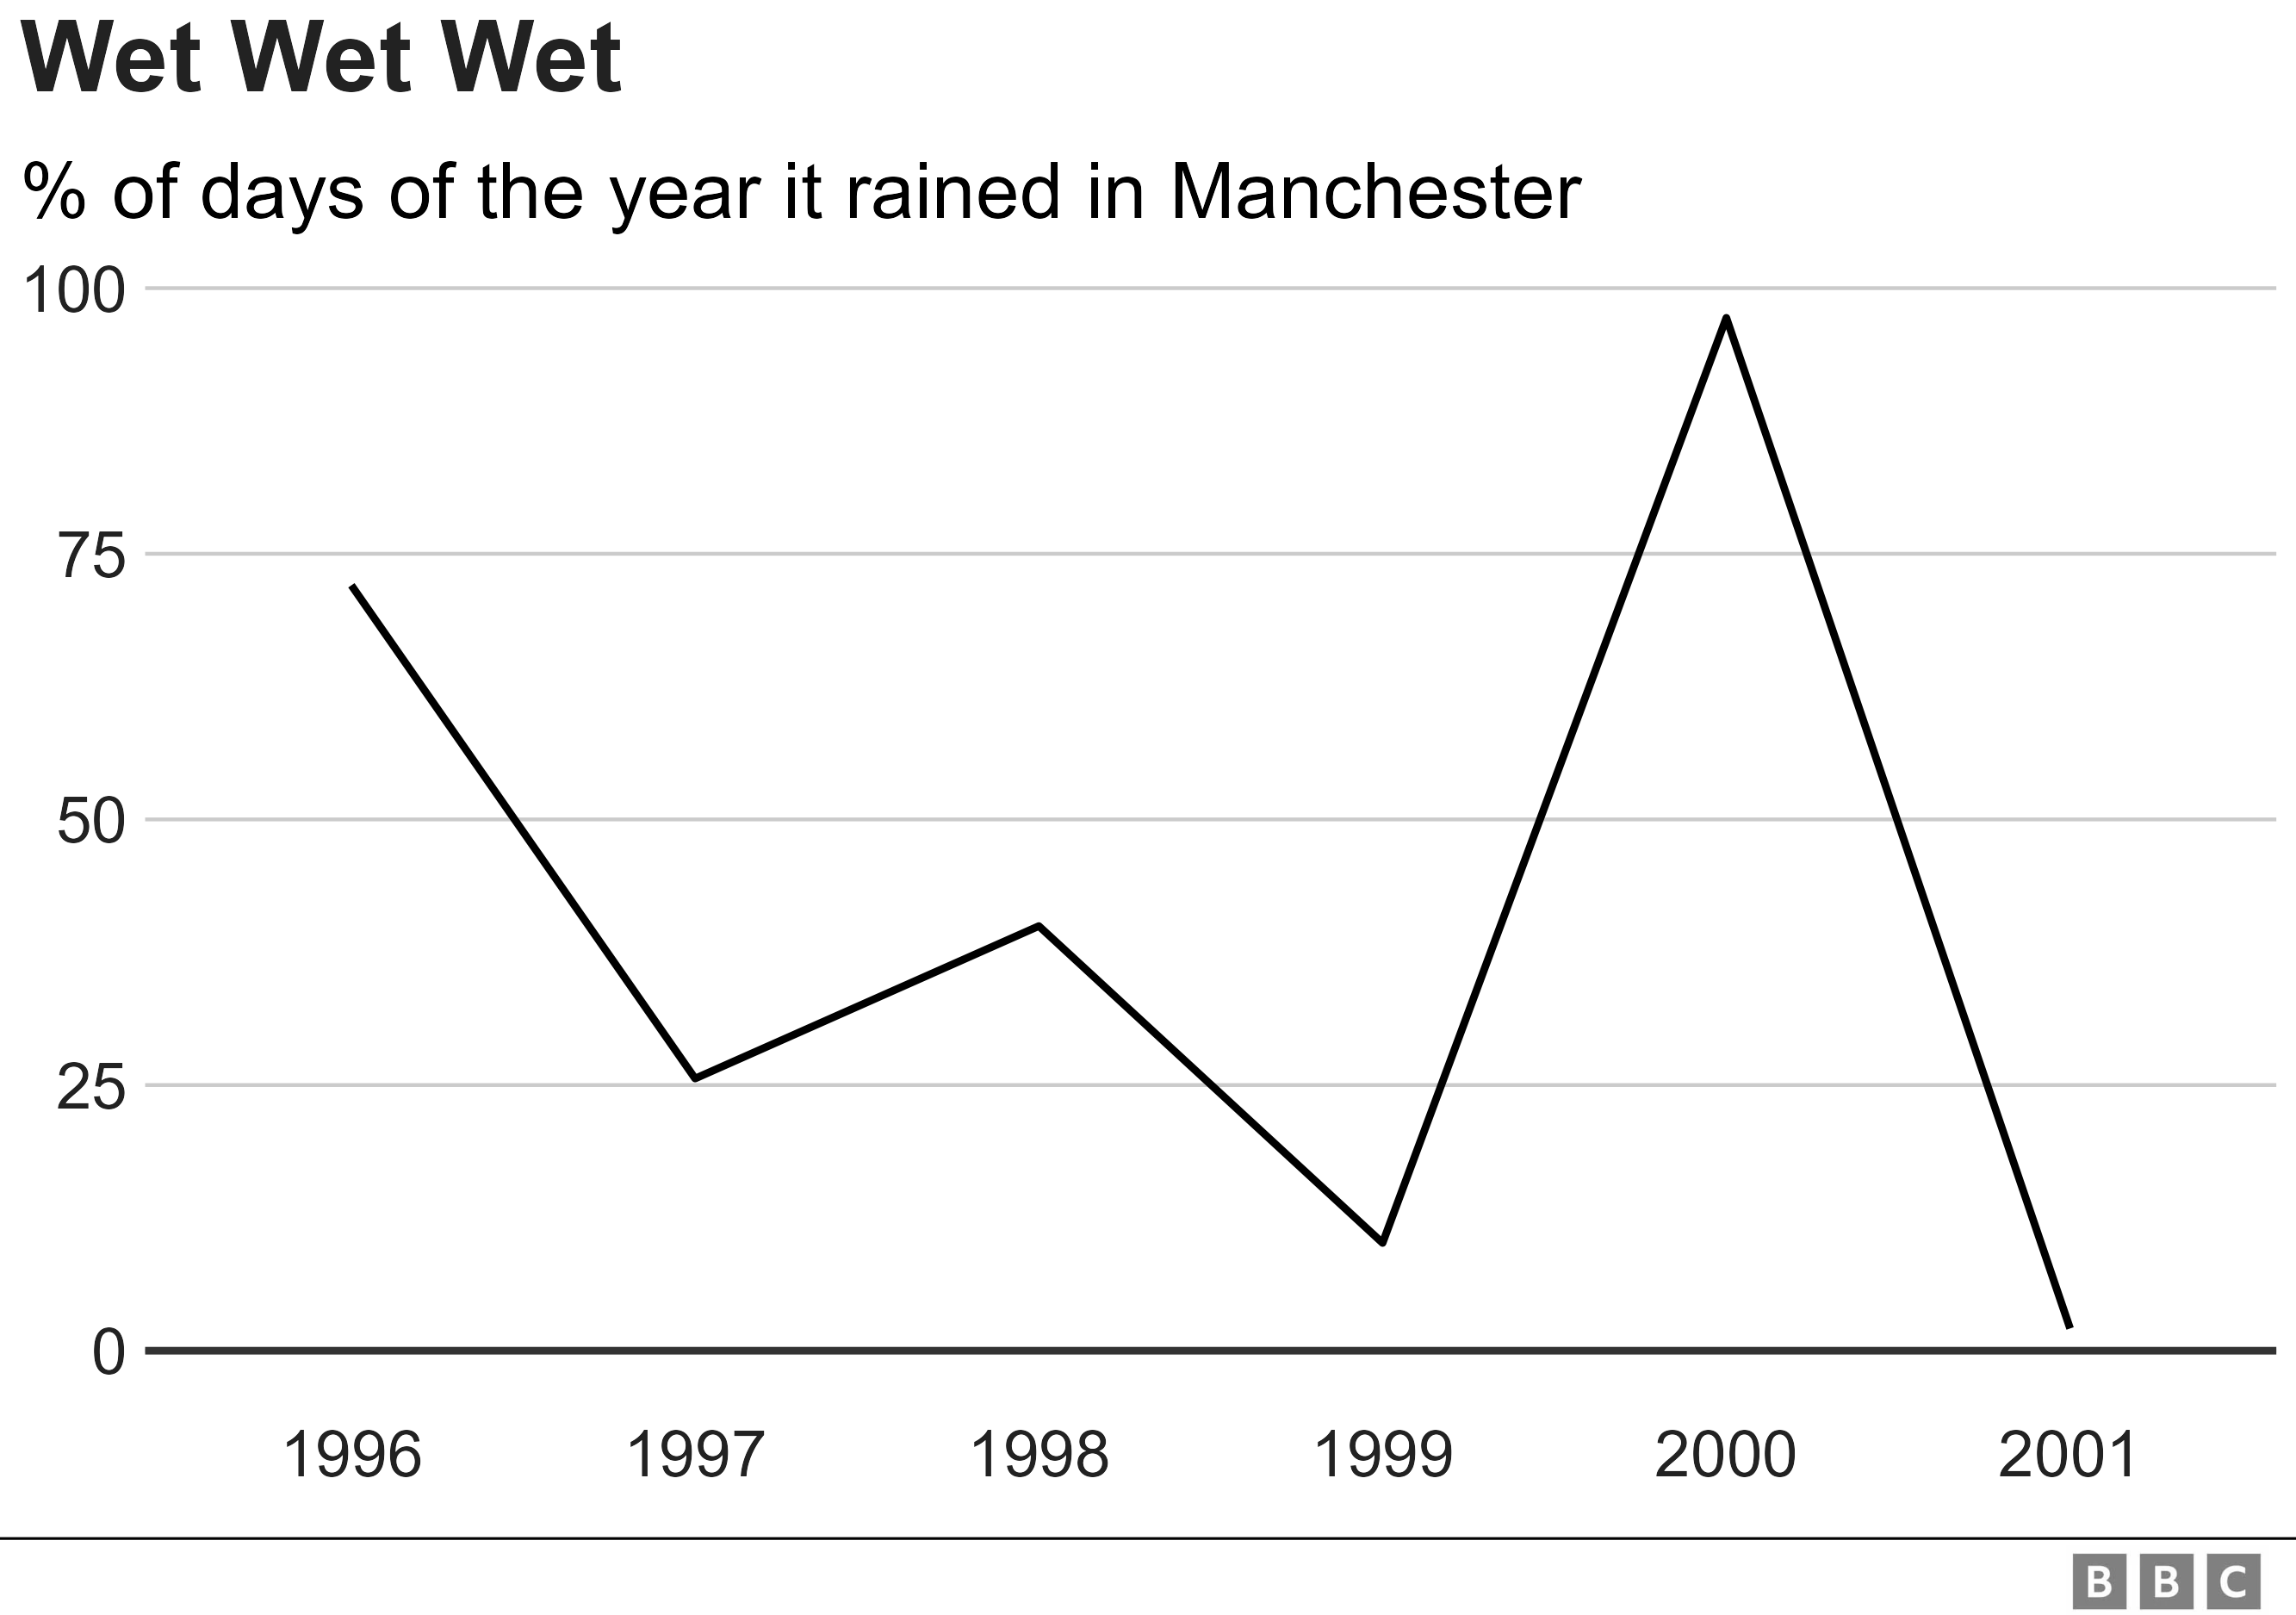 Wet Wet Wet
% of days of the year it rained in Manchester
100
75
50
25
0
1996 1997 1998 1999 2000 2001
BBC